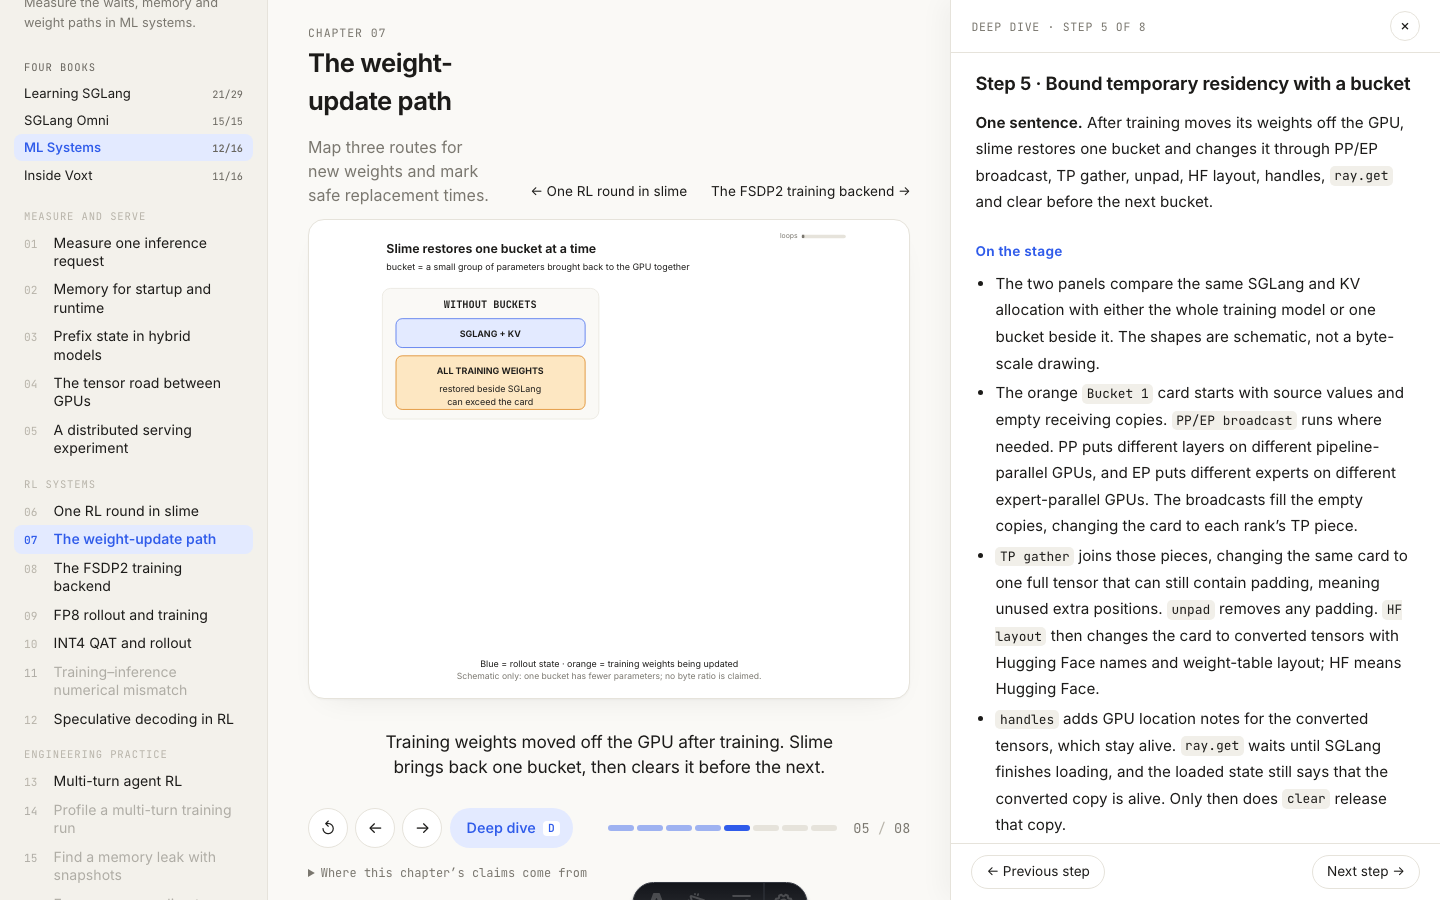 Measure the waits, memory and
weight paths in ML systems.
FOUR BOOKS
Learning SGLang 21/29
SGLang Omni 15/15
ML Systems 12/16
Inside Voxt 11/16
MEASURE AND SERVE
01 Measure one inference
request
02 Memory for startup and
runtime
03 Prefix state in hybrid
models
04 The tensor road between
GPUs
05 A distributed serving
experiment
RL SYSTEMS
06 One RL round in slime
07 The weight-update path
08 The FSDP2 training
backend
09 FP8 rollout and training
10 INT4 QAT and rollout
11 Training–inference
numerical mismatch
12 Speculative decoding in RL
ENGINEERING PRACTICE
13 Multi-turn agent RL
14 Profile a multi-turn training
run
15 Find a memory leak with
snapshots
CHAPTER 07
The weight-
update path
Map three routes for
new weights and mark
safe replacement times.
← One RL round in slime
The FSDP2 training backend →
loops
Slime restores one bucket at a time
bucket = a small group of parameters brought back to the GPU together
WITHOUT BUCKETS
SGLANG + KV
ALL TRAINING WEIGHTS
restored beside SGLang
can exceed the card
Blue = rollout state · orange = training weights being updated
Schematic only: one bucket has fewer parameters; no byte ratio is claimed.
Training weights moved off the GPU after training. Slime
brings back one bucket, then clears it before the next.
Deep dive D
05 / 08
▶ Where this chapter's claims come from
DEEP DIVE · STEP 5 OF 8
×
Step 5 · Bound temporary residency with a bucket
One sentence. After training moves its weights off the GPU,
slime restores one bucket and changes it through PP/EP
broadcast, TP gather, unpad, HF layout, handles, ray.get
and clear before the next bucket.
On the stage
• The two panels compare the same SGLang and KV
allocation with either the whole training model or one
bucket beside it. The shapes are schematic, not a byte-
scale drawing.
• The orange Bucket 1 card starts with source values and
empty receiving copies. PP/EP broadcast runs where
needed. PP puts different layers on different pipeline-
parallel GPUs, and EP puts different experts on different
expert-parallel GPUs. The broadcasts fill the empty
copies, changing the card to each rank's TP piece.
• TP gather joins those pieces, changing the same card to
one full tensor that can still contain padding, meaning
unused extra positions. unpad removes any padding. HF
layout then changes the card to converted tensors with
Hugging Face names and weight-table layout; HF means
Hugging Face.
• handles adds GPU location notes for the converted
tensors, which stay alive. ray.get waits until SGLang
finishes loading, and the loaded state still says that the
converted copy is alive. Only then does clear release
that copy.
← Previous step
Next step →